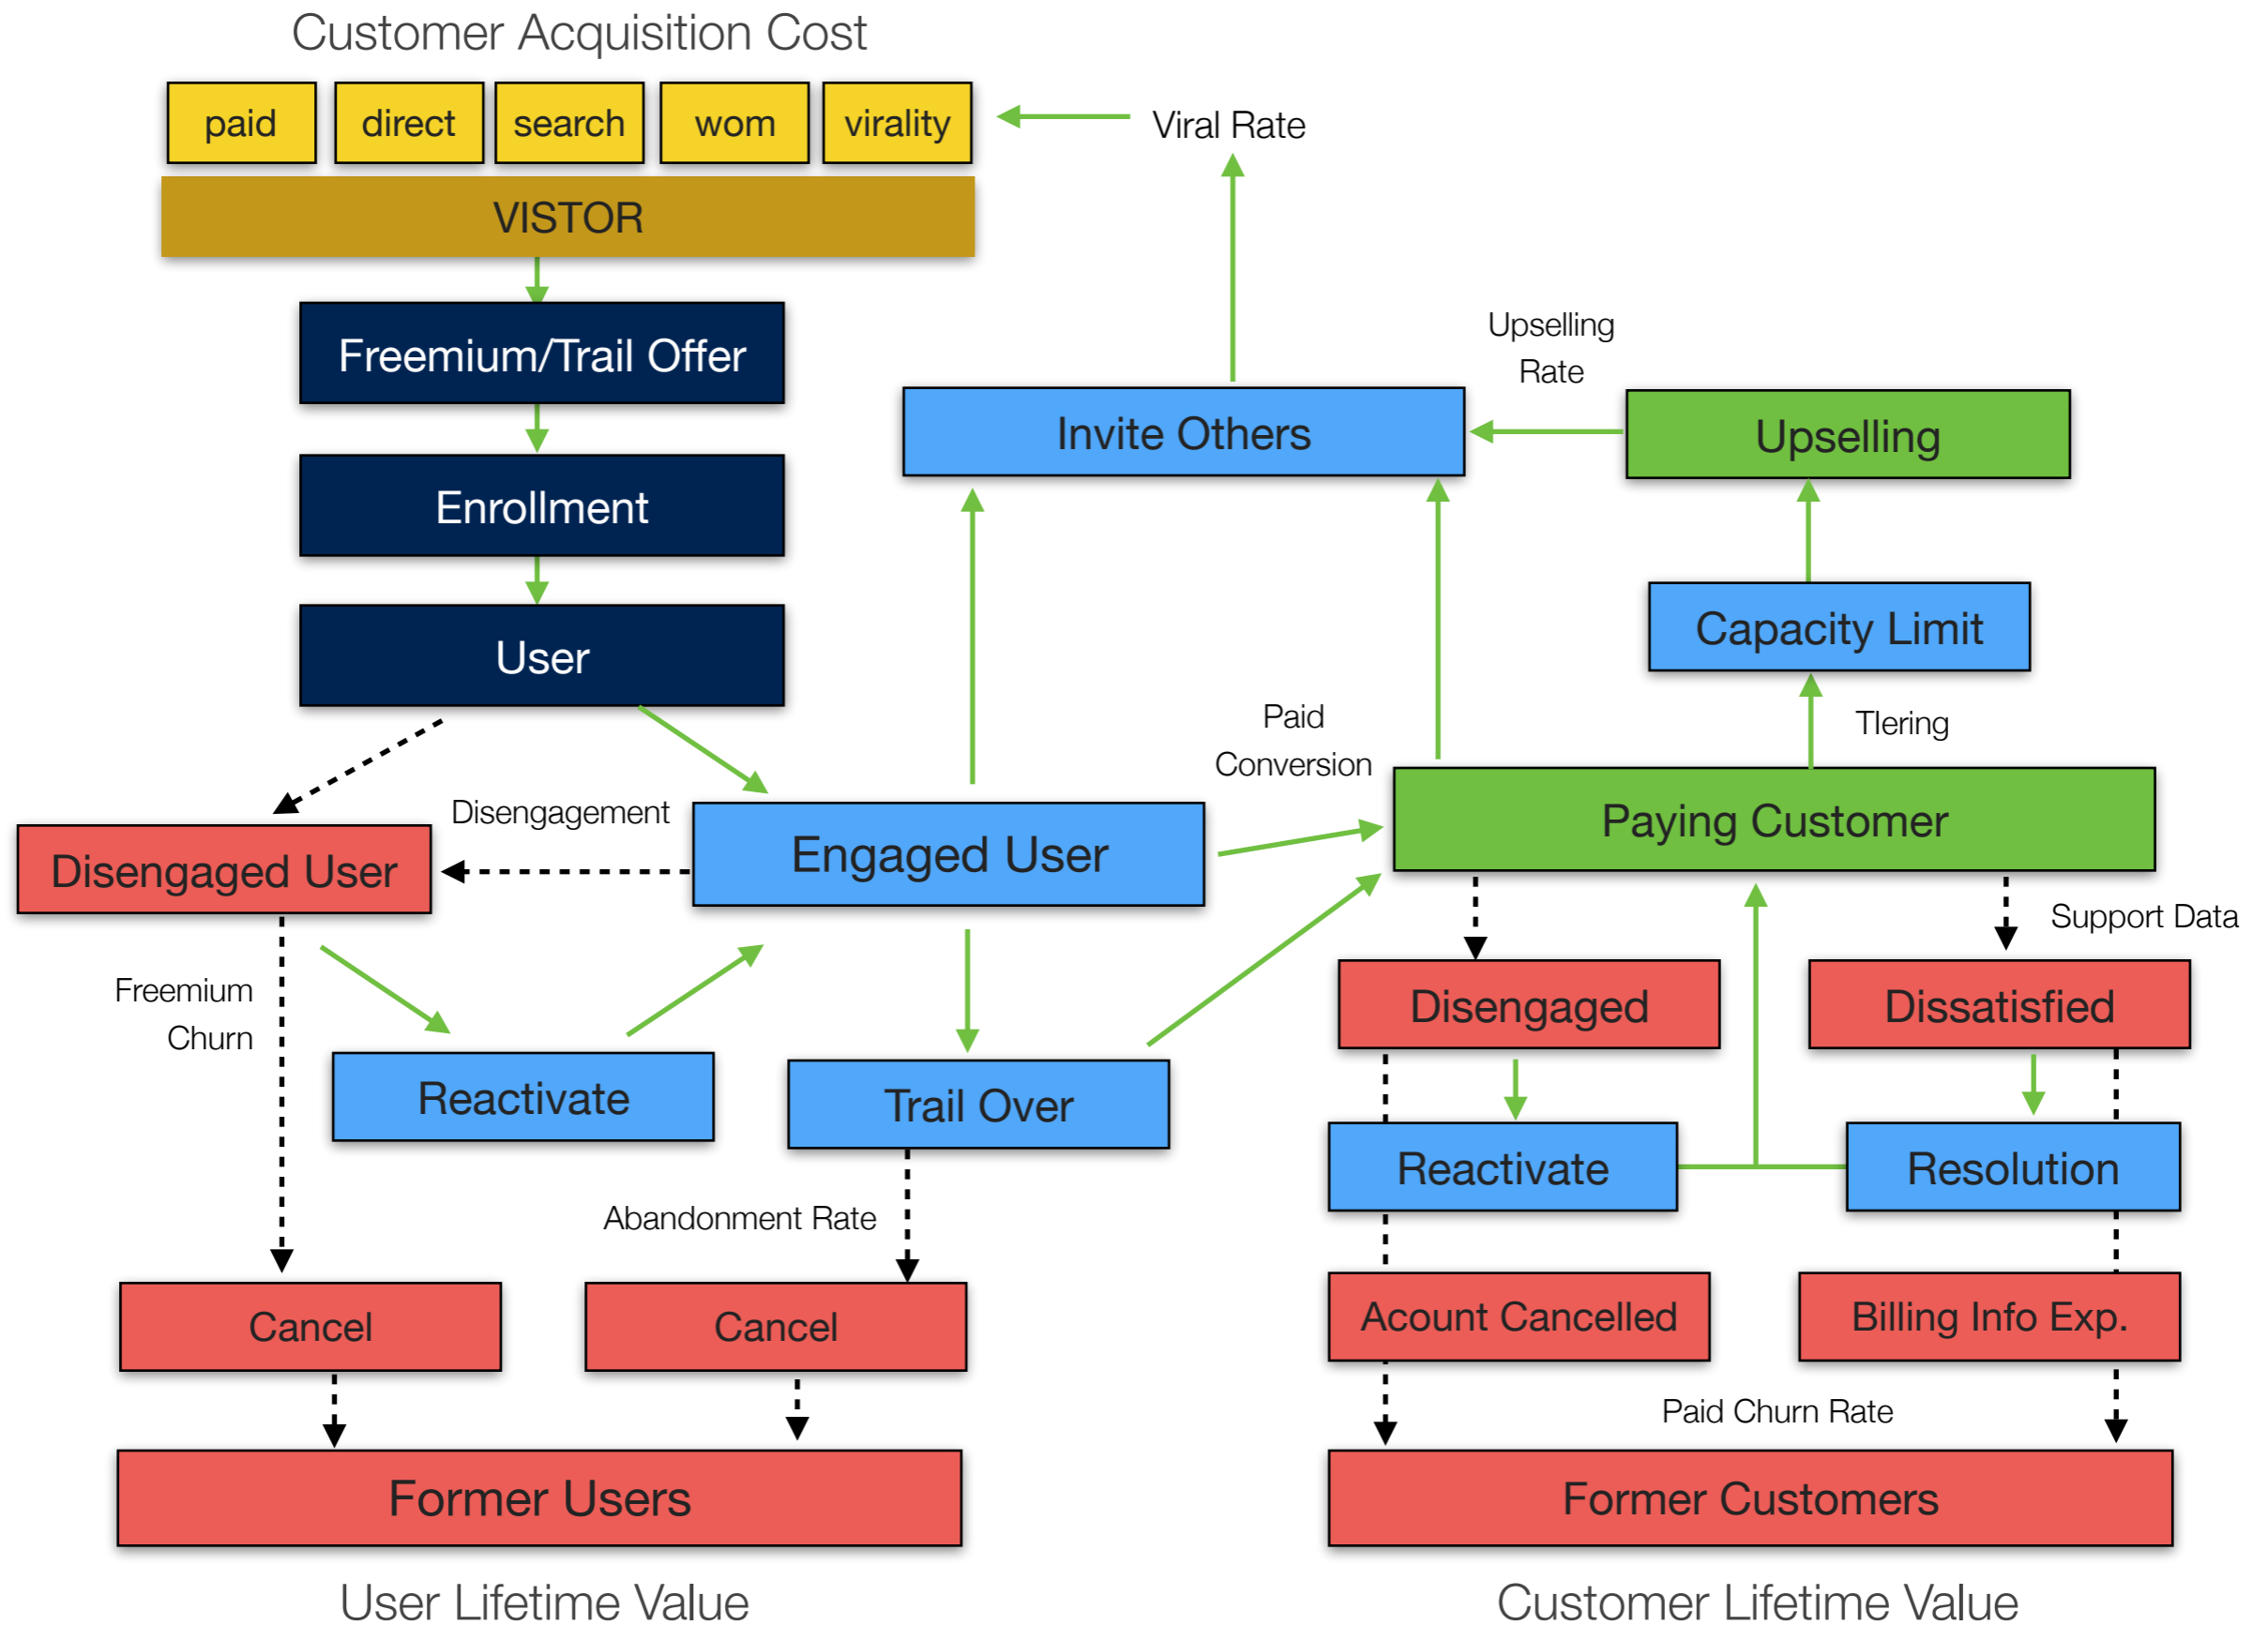 Customer Acquisition Cost
paid
direct
search
wom
virality
Viral Rate
VISTOR
Freemium/Trail Offer
Upselling
Rate
Invite Others
Upselling
Enrollment
Capacity Limit
User
Paid
Conversion
Tlering
Disengagement
Paying Customer
Disengaged User
Engaged User
Support Data
Freemium
Churn
Disengaged
Dissatisfied
Reactivate
Trail Over
Reactivate
Resolution
Abandonment Rate
Cancel
Cancel
Acount Cancelled
Billing Info Exp.
Paid Churn Rate
Former Users
Former Customers
User Lifetime Value
Customer Lifetime Value